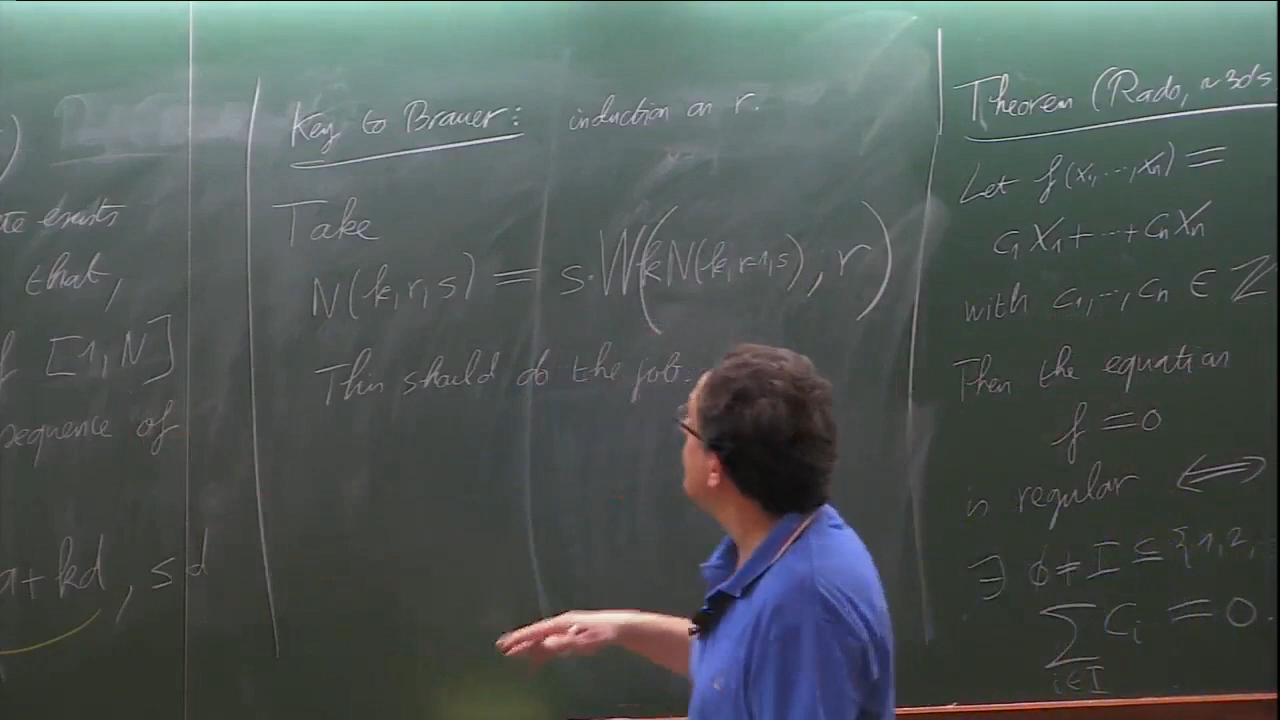 )
exists
that,
[1, N]
sequence of
a + kd, s d
Key to Brauer: induction on r.
Take
N(k, r, s) = s·W(kN(k, r-1, s), r)
This should do the job.
Theorem (Rado, ~30's
Let f(x₁, ..., xₙ) =
c₁x₁ + ... + cₙxₙ
with c₁, ..., cₙ ∈ ℤ
Then the equation
f = 0
is regular ⟺
∃ ∅ ≠ I ⊆ {1, 2,
∑ cᵢ = 0.
i∈I